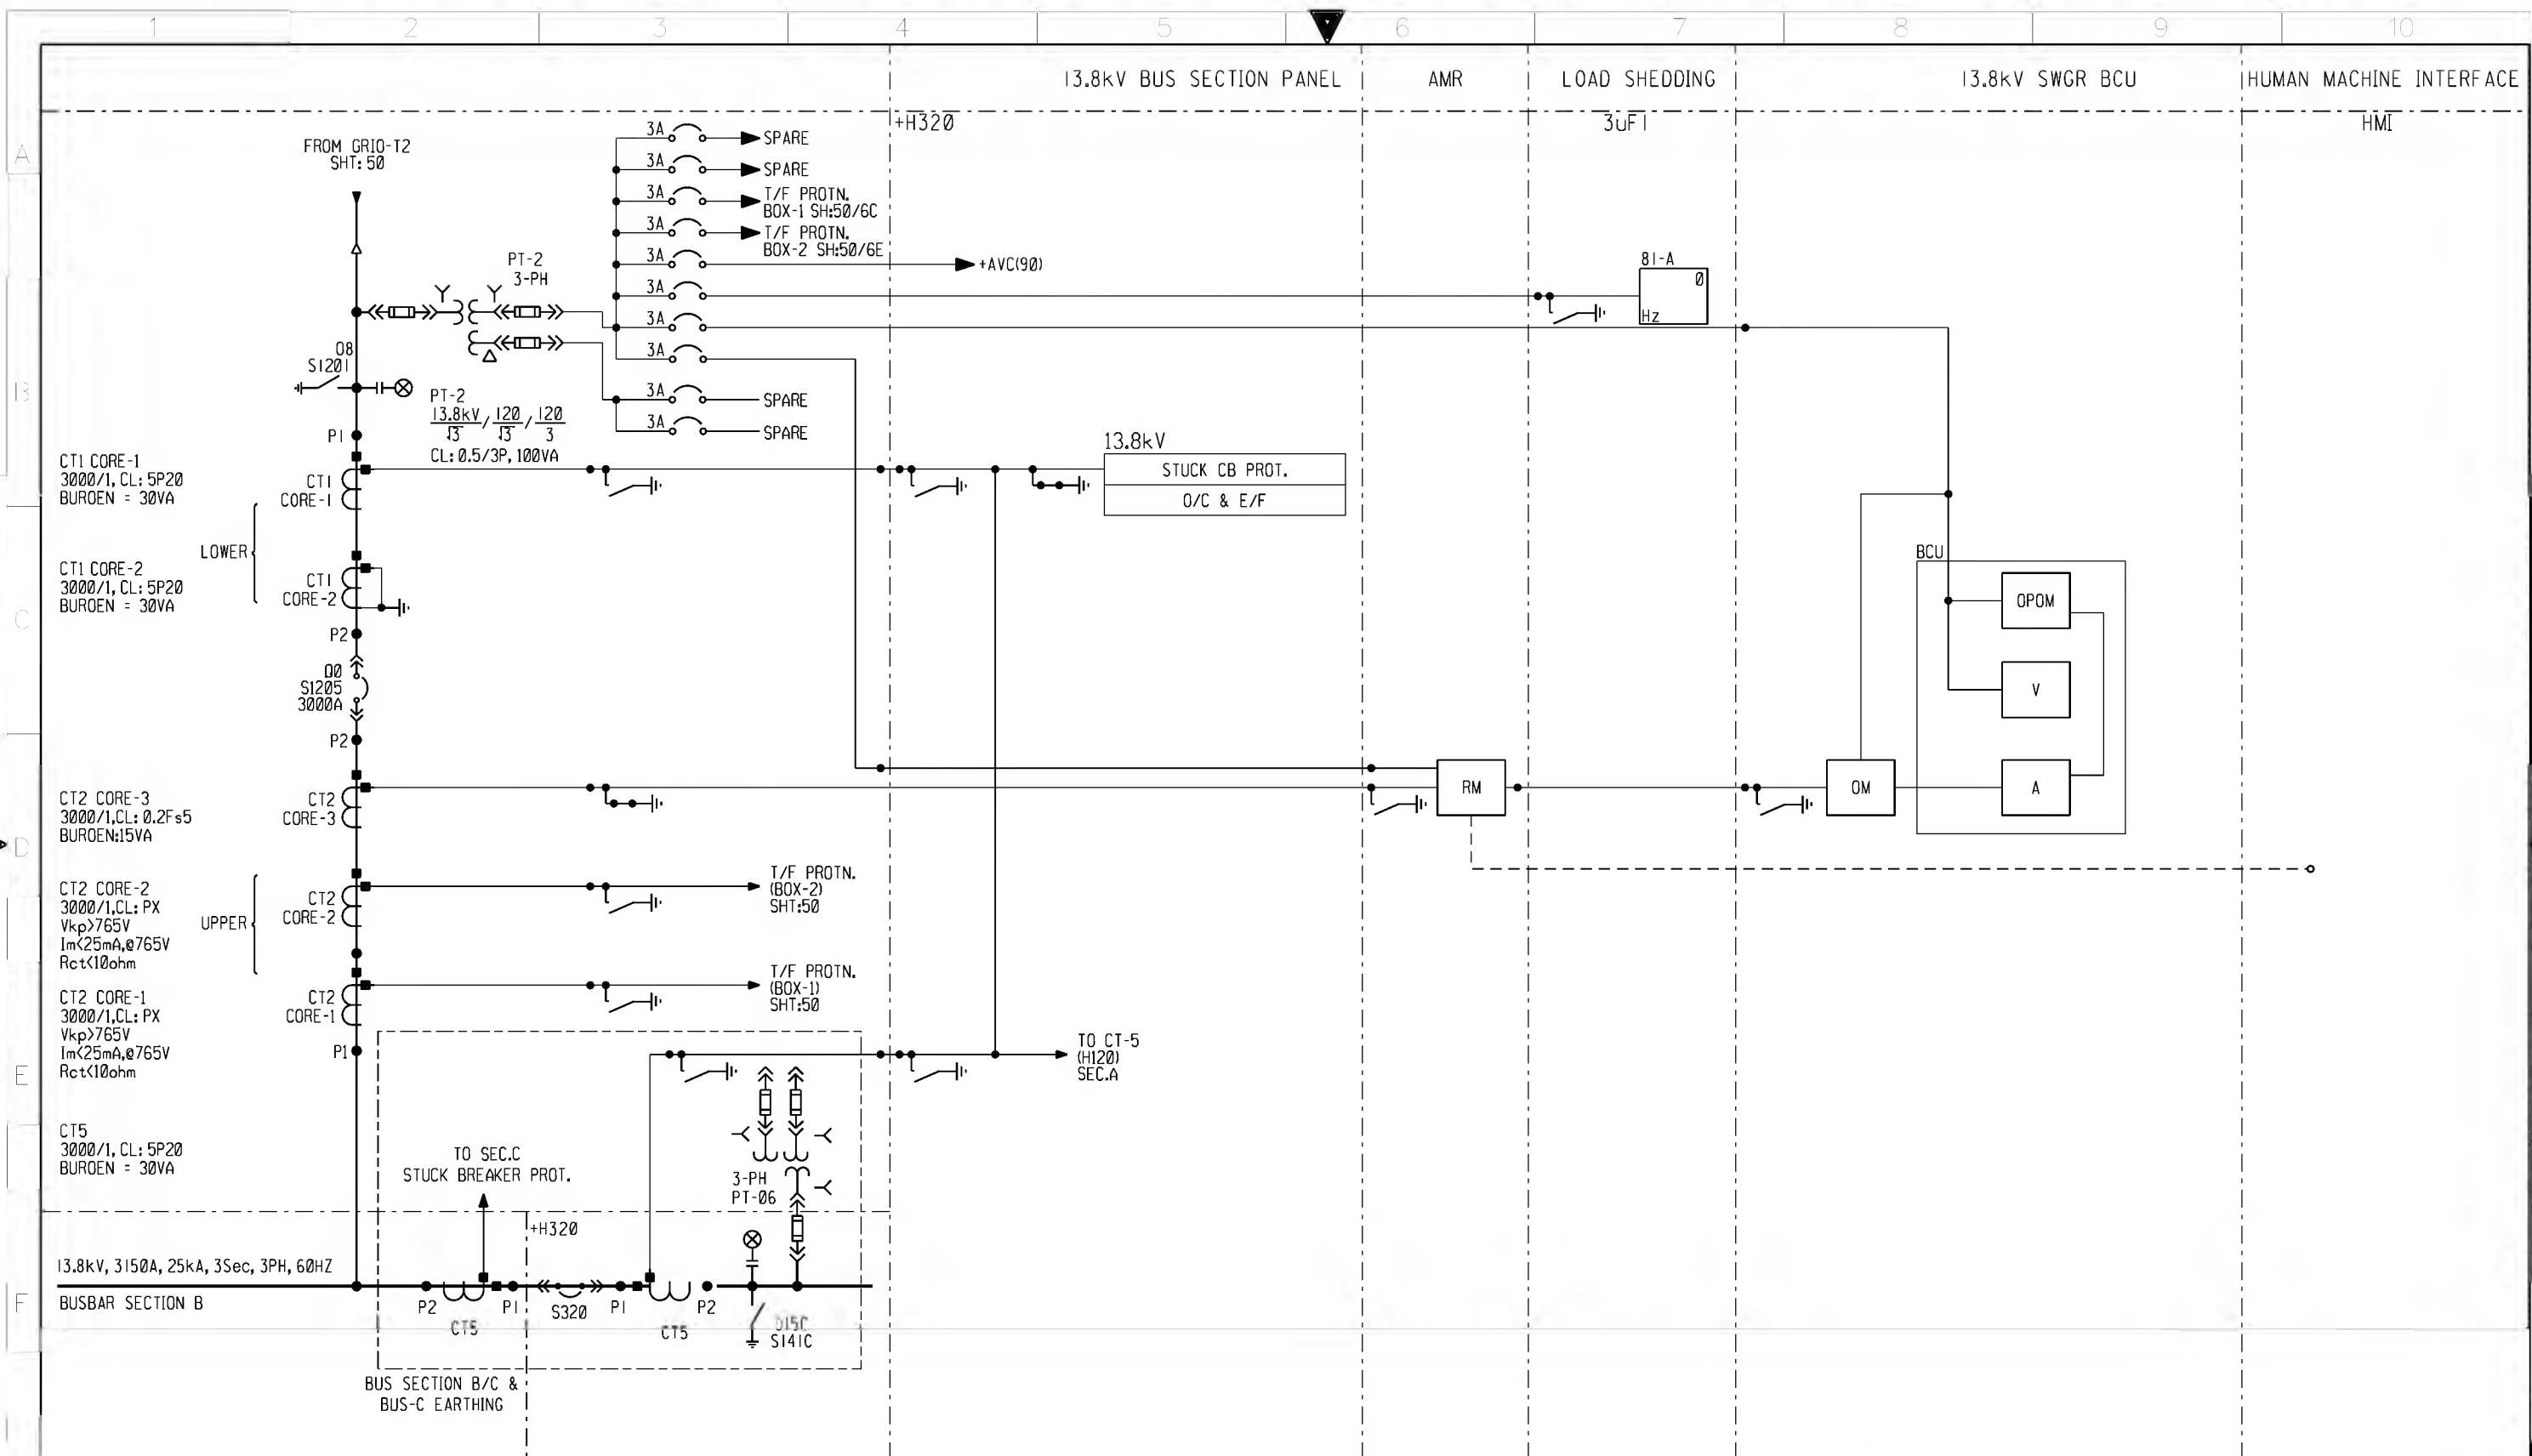 1 2 3 4 5 6 7 8 9 10
13.8kV BUS SECTION PANEL
AMR
LOAD SHEDDING
13.8kV SWGR BCU
HUMAN MACHINE INTERFACE
+H320
3uF1
HMI
A
B
C
D
E
F
FROM GRIO-T2
SHT:50
3A
SPARE
3A
SPARE
3A
T/F PROTN.
BOX-1 SH:50/6C
3A
T/F PROTN.
BOX-2 SH:50/6E
3A
+AVC(90)
3A
3A
3A
3A
SPARE
3A
SPARE
81-A
0
Hz
PT-2
3-PH
08
S1201
PT-2
13.8kV/120/120
√3 √3 3
CL:0.5/3P,100VA
P1
CT1 CORE-1
3000/1, CL: 5P20
BUROEN = 30VA
CT1
CORE-1
13.8kV
STUCK CB PROT.
O/C & E/F
LOWER
CT1 CORE-2
3000/1, CL: 5P20
BUROEN = 30VA
CT1
CORE-2
P2
BCU
OPOM
V
A
Q0
S1205
3000A
P2
CT2 CORE-3
3000/1,CL: 0.2Fs5
BUROEN:15VA
CT2
CORE-3
RM
OM
CT2 CORE-2
3000/1,CL: PX
Vkp>765V
Im<25mA,@765V
Rct<10ohm
UPPER
CT2
CORE-2
T/F PROTN.
(BOX-2)
SHT:50
CT2 CORE-1
3000/1,CL: PX
Vkp>765V
Im<25mA,@765V
Rct<10ohm
CT2
CORE-1
T/F PROTN.
(BOX-1)
SHT:50
P1
TO CT-5
(H120)
SEC.A
CT5
3000/1, CL: 5P20
BUROEN = 30VA
TO SEC.C
STUCK BREAKER PROT.
3-PH
PT-06
+H320
13.8kV, 3150A, 25kA, 3Sec, 3PH, 60HZ
BUSBAR SECTION B
P2
P1
S320
P1
P2
CT5
CT5
S141C
BUS SECTION B/C &
BUS-C EARTHING